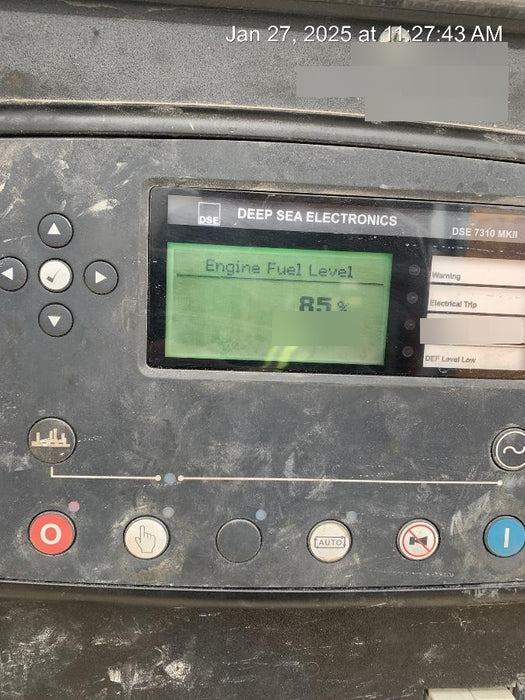 Jan 27, 2025 at 11:27:43 AM
DSE
DEEP SEA ELECTRONICS
DSE 7310 MKII
Engine Fuel Level
85 %
Warning
Electrical Trip
DEF Level Low
O
AUTO
I